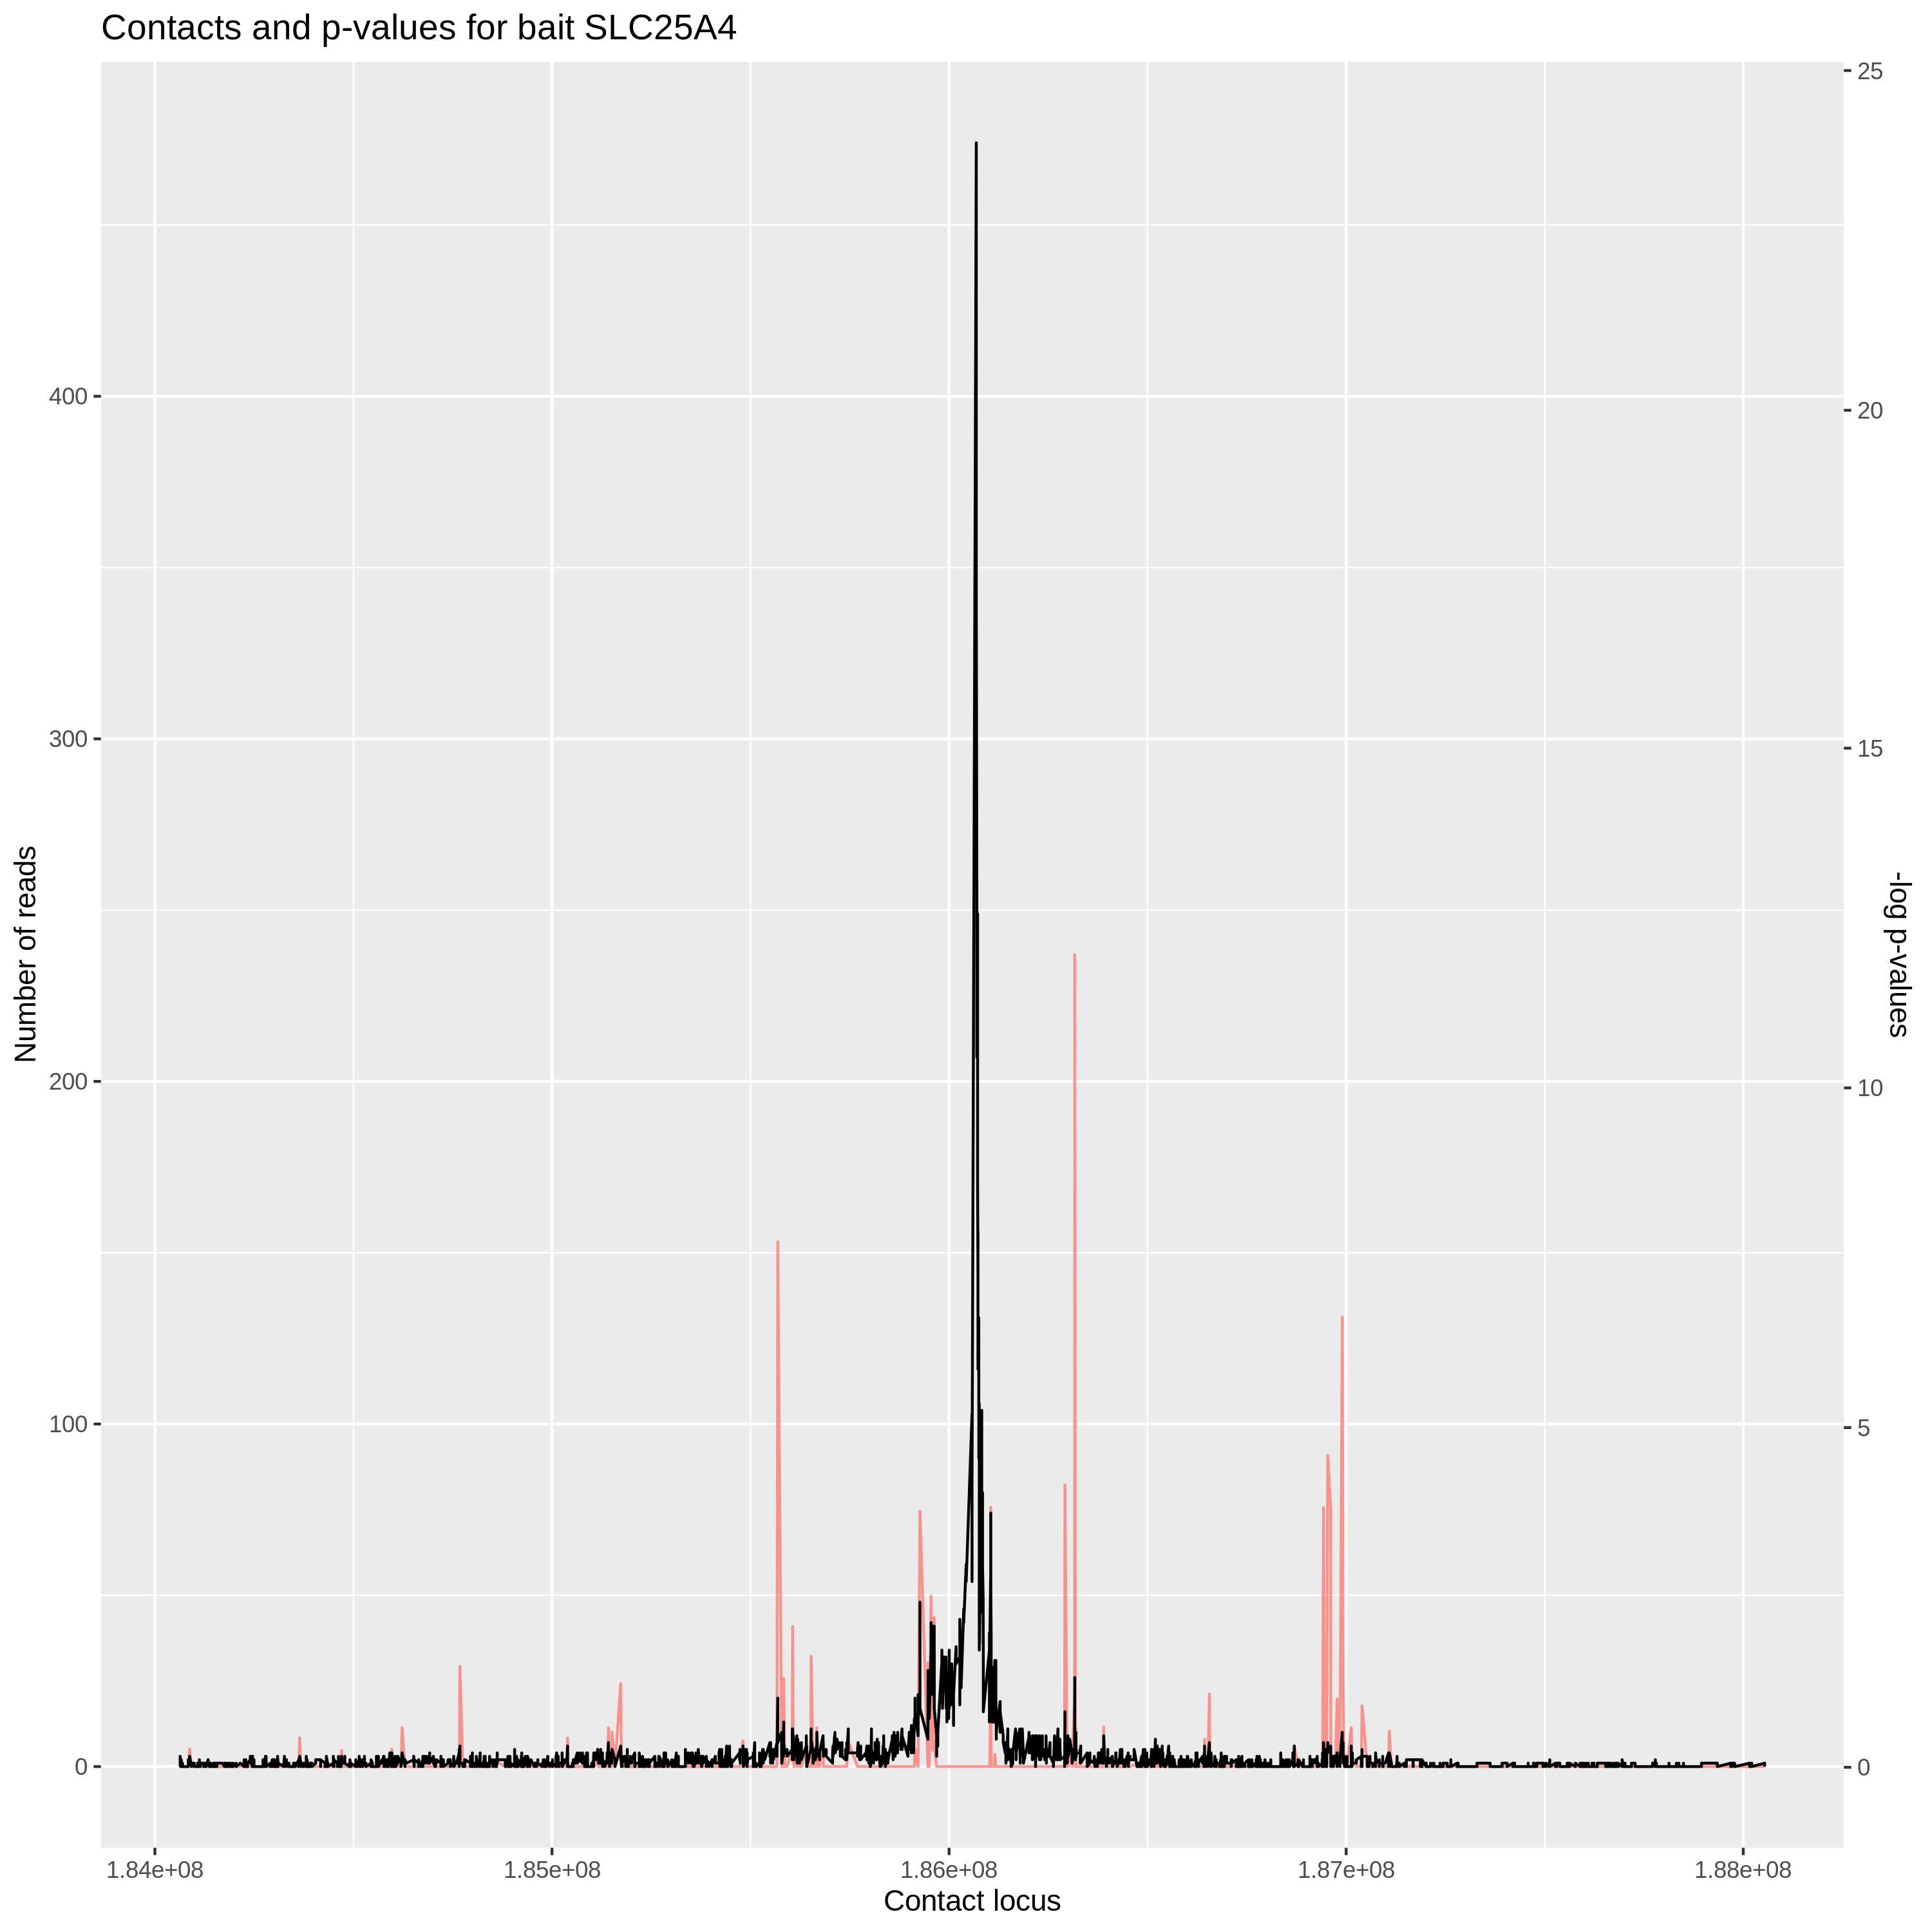 Contacts and p-values for bait SLC25A4
Number of reads
400
300
200
100
0
25
20
15
10
5
0
-log p-values
1.84e+08
1.85e+08
1.86e+08
1.87e+08
1.88e+08
Contact locus